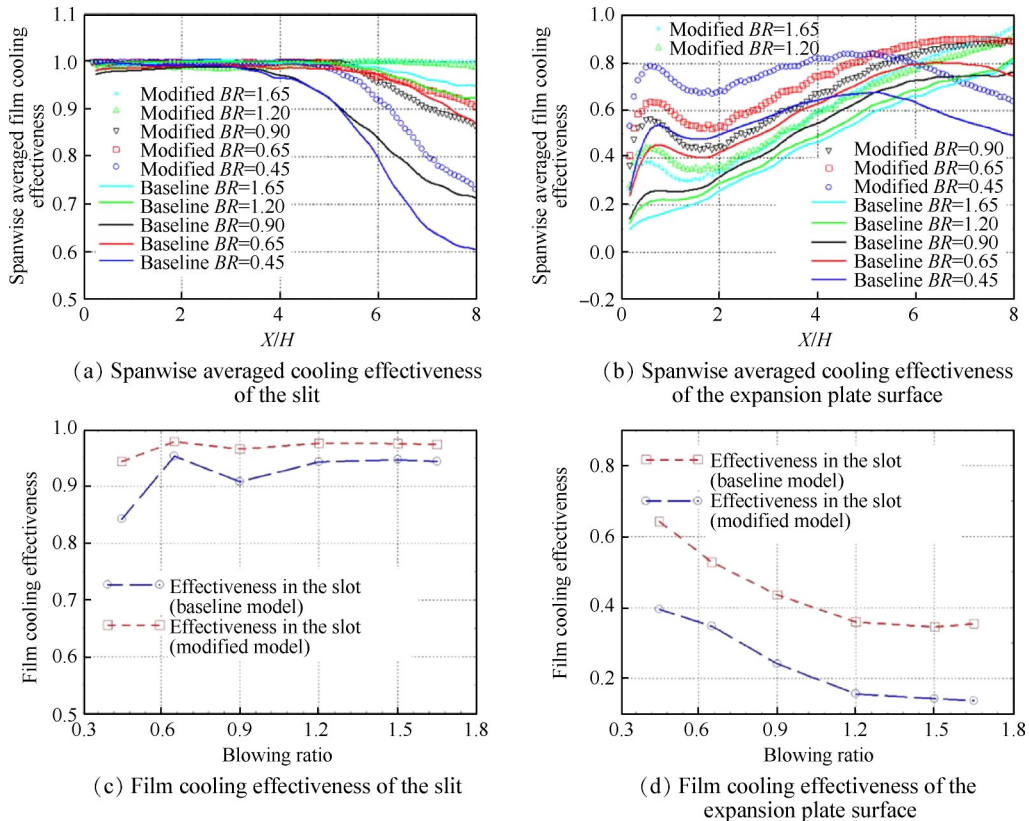 Spanwise averaged film cooling
effectiveness
1.1
1.0
0.9
0.8
0.7
0.6
0.5
Modified BR=1.65
Modified BR=1.20
Modified BR=0.90
Modified BR=0.65
Modified BR=0.45
Baseline BR=1.65
Baseline BR=1.20
Baseline BR=0.90
Baseline BR=0.65
Baseline BR=0.45
0 2 4 6 8
X/H
(a) Spanwise averaged cooling effectiveness
of the slit
Spanwise averaged film cooling
effectiveness
1.0
0.8
0.6
0.4
0.2
0.0
−0.2
Modified BR=1.65
Modified BR=1.20
Modified BR=0.90
Modified BR=0.65
Modified BR=0.45
Baseline BR=1.65
Baseline BR=1.20
Baseline BR=0.90
Baseline BR=0.65
Baseline BR=0.45
0 2 4 6 8
X/H
(b) Spanwise averaged cooling effectiveness
of the expansion plate surface
Film cooling effectiveness
1.0
0.9
0.8
0.7
0.6
0.5
Effectiveness in the slot
(baseline model)
Effectiveness in the slot
(modified model)
0.3 0.6 0.9 1.2 1.5 1.8
Blowing ratio
(c) Film cooling effectiveness of the slit
Film cooling effectiveness
0.8
0.6
0.4
0.2
Effectiveness in the slot
(baseline model)
Effectiveness in the slot
(modified model)
0.3 0.6 0.9 1.2 1.5 1.8
Blowing ratio
(d) Film cooling effectiveness of the
expansion plate surface